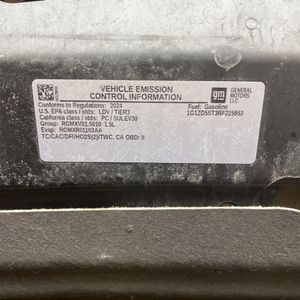 VEHICLE EMISSION
CONTROL INFORMATION
gm
GENERAL
MOTORS
LLC
Conforms to Regulations: 2024
Fuel: Gasoline
U.S. EPA class / stds: LDV / TIER3
1G1ZD5ST3RF225953
California class / stds: PC / SULEV30
Group: RGMXV01.5010 1.5L
Evap: RGMXR0103AA
TC/CAC/DFI/HO2S(2)/TWC, CA OBD: II